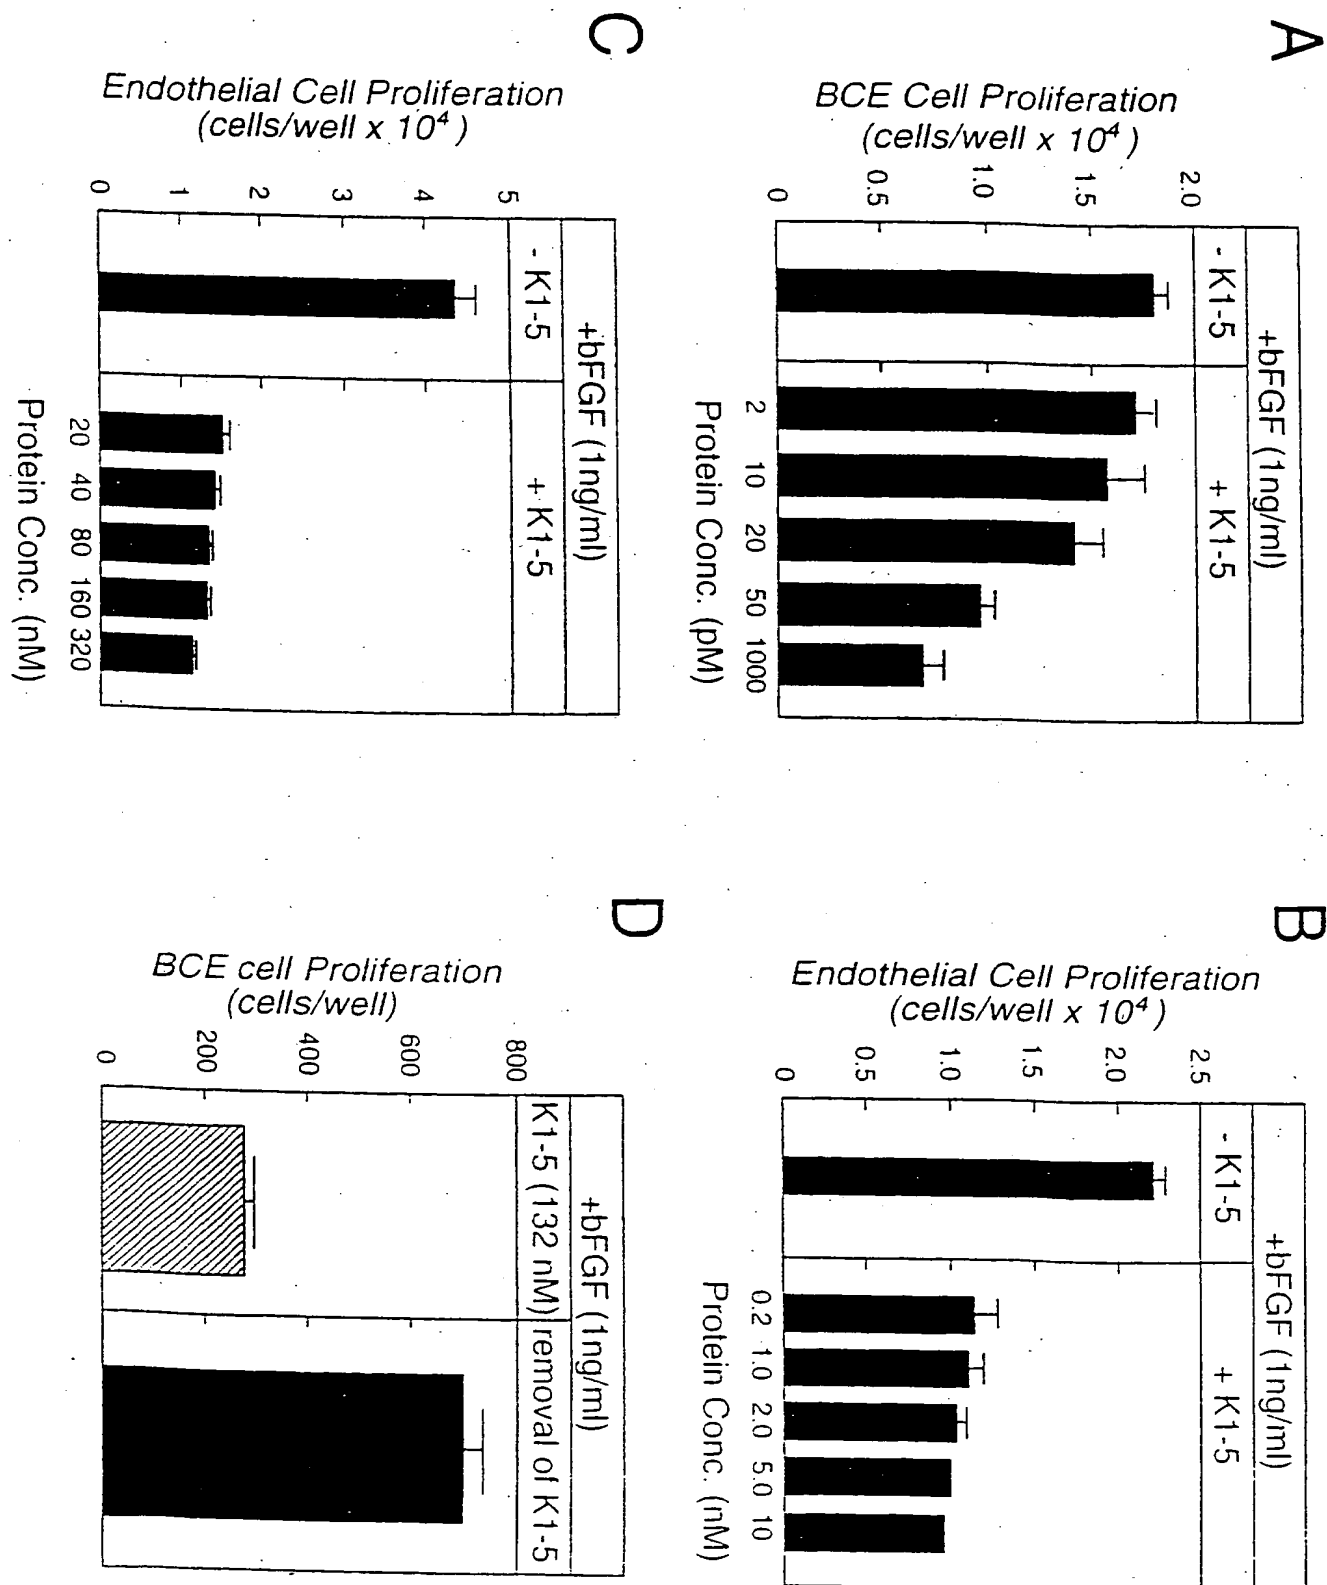 A
BCE Cell Proliferation
(cells/well x 10⁴)
2.0
1.5
1.0
0.5
0
+bFGF (1ng/ml)
- K1-5
+ K1-5
2 10 20 50 1000
Protein Conc. (pM)
B
Endothelial Cell Proliferation
(cells/well x 10⁴)
2.5
2.0
1.5
1.0
0.5
0
+bFGF (1ng/ml)
- K1-5
+ K1-5
0.2 1.0 2.0 5.0 10
Protein Conc. (nM)
C
Endothelial Cell Proliferation
(cells/well x 10⁴)
5
4
3
2
1
0
+bFGF (1ng/ml)
- K1-5
+ K1-5
20 40 80 160 320
Protein Conc. (nM)
D
BCE cell Proliferation
(cells/well)
800
600
400
200
0
+bFGF (1ng/ml)
K1-5 (132 nM)
removal of K1-5